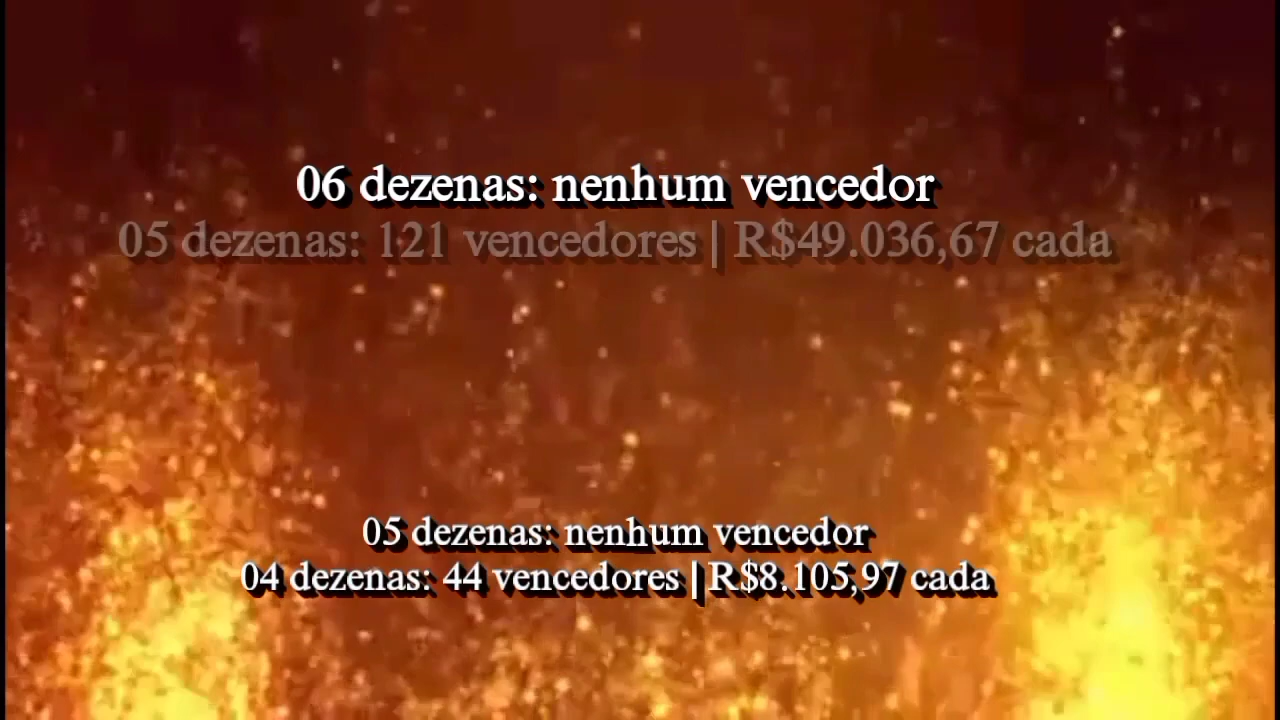 06 dezenas: nenhum vencedor
05 dezenas: 121 vencedores | R$49.036,67 cada
05 dezenas: nenhum vencedor
04 dezenas: 44 vencedores | R$8.105,97 cada